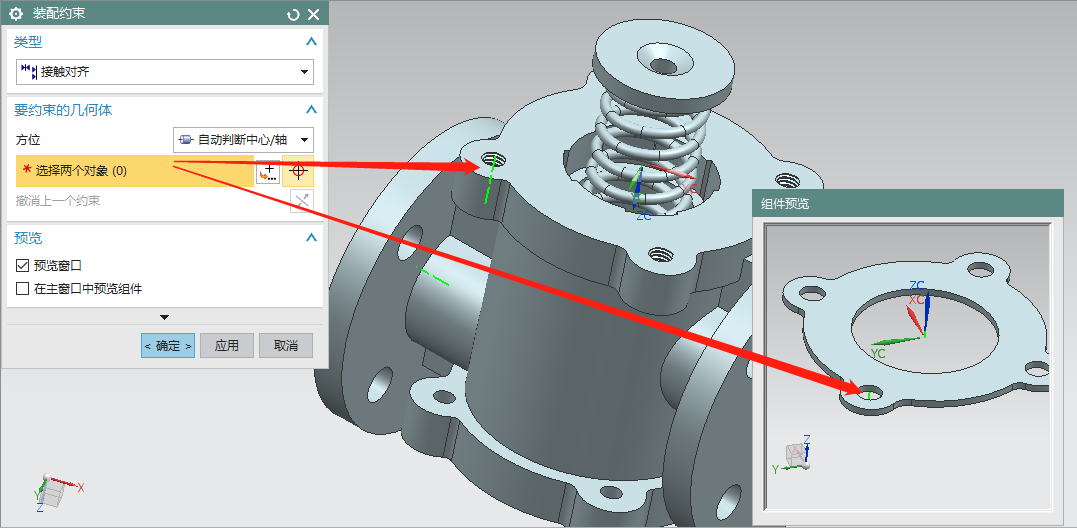 装配约束
类型
接触对齐
要约束的几何体
方位
自动判断中心/轴
* 选择两个对象 (0)
撤消上一个约束
预览
预览窗口
在主窗口中预览组件
< 确定 >
应用
取消
XC
ZC
组件预览
ZC
XC
YC
Z
Y
X
Y
Z